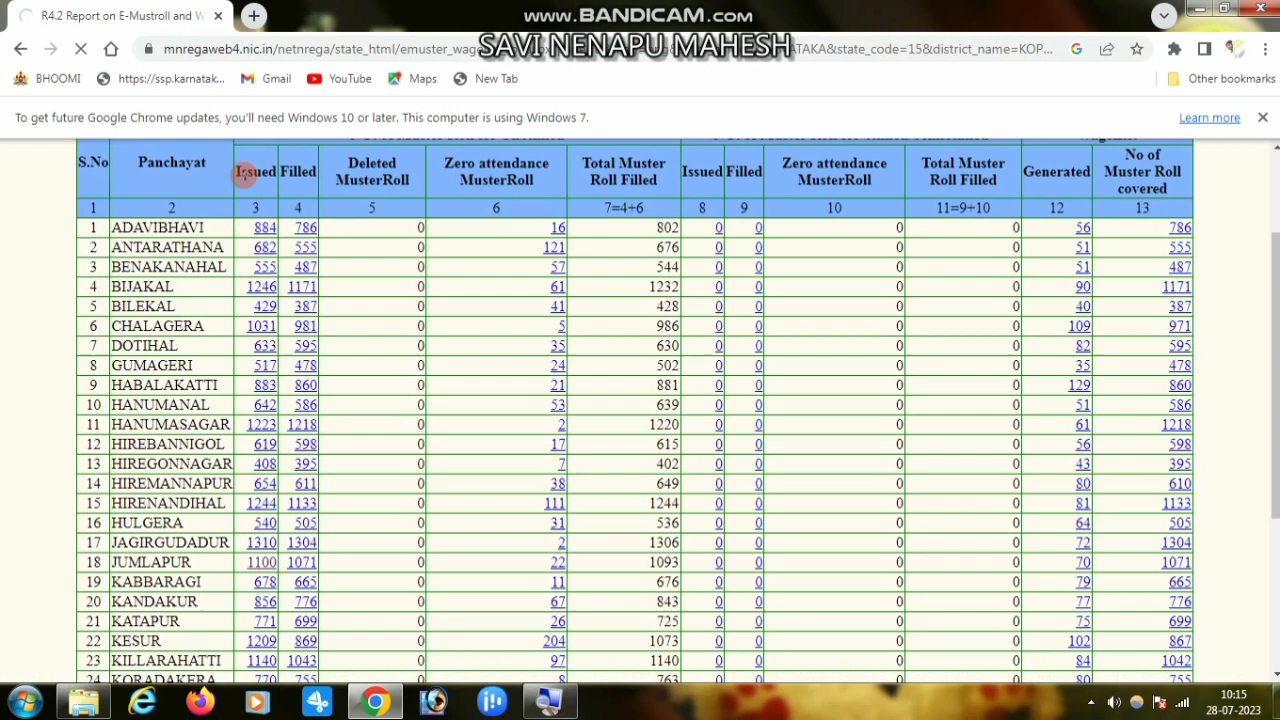 R4.2 Report on E-Mustroll and W
www.BANDICAM.com
SAVI NENAPU MAHESH
mnregaweb4.nic.in/netnrega/state_html/emuster_wag
ATAKA&state_code=15&district_name=KOP...
BHOOMI https://ssp.karnatak... Gmail YouTube Maps New Tab Other bookmarks
To get future Google Chrome updates, you'll need Windows 10 or later. This computer is using Windows 7. Learn more
S.No Panchayat Issued Filled Deleted MusterRoll Zero attendance MusterRoll Total Muster Roll Filled Issued Filled Zero attendance MusterRoll Total Muster Roll Filled Generated No of Muster Roll covered
1 2 3 4 5 6 7=4+6 8 9 10 11=9+10 12 13
1 ADAVIBHAVI 884 786 0 16 802 0 0 0 0 56 786
2 ANTARATHANA 682 555 0 121 676 0 0 0 0 51 555
3 BENAKANAHAL 555 487 0 57 544 0 0 0 0 51 487
4 BIJAKAL 1246 1171 0 61 1232 0 0 0 0 90 1171
5 BILEKAL 429 387 0 41 428 0 0 0 0 40 387
6 CHALAGERA 1031 981 0 5 986 0 0 0 0 109 971
7 DOTIHAL 633 595 0 35 630 0 0 0 0 82 595
8 GUMAGERI 517 478 0 24 502 0 0 0 0 35 478
9 HABALAKATTI 883 860 0 21 881 0 0 0 0 129 860
10 HANUMANAL 642 586 0 53 639 0 0 0 0 51 586
11 HANUMASAGAR 1223 1218 0 2 1220 0 0 0 0 61 1218
12 HIREBANNIGOL 619 598 0 17 615 0 0 0 0 56 598
13 HIREGONNAGAR 408 395 0 7 402 0 0 0 0 43 395
14 HIREMANNAPUR 654 611 0 38 649 0 0 0 0 80 610
15 HIRENANDIHAL 1244 1133 0 111 1244 0 0 0 0 81 1133
16 HULGERA 540 505 0 31 536 0 0 0 0 64 505
17 JAGIRGUDADUR 1310 1304 0 2 1306 0 0 0 0 72 1304
18 JUMLAPUR 1100 1071 0 22 1093 0 0 0 0 70 1071
19 KABBARAGI 678 665 0 11 676 0 0 0 0 79 665
20 KANDAKUR 856 776 0 67 843 0 0 0 0 77 776
21 KATAPUR 771 699 0 26 725 0 0 0 0 75 699
22 KESUR 1209 869 0 204 1073 0 0 0 0 102 867
23 KILLARAHATTI 1140 1043 0 97 1140 0 0 0 0 84 1042
24 KORADAKERA 770 755 0 8 763 0 0 0 0 80 755
10:15
28-07-2023